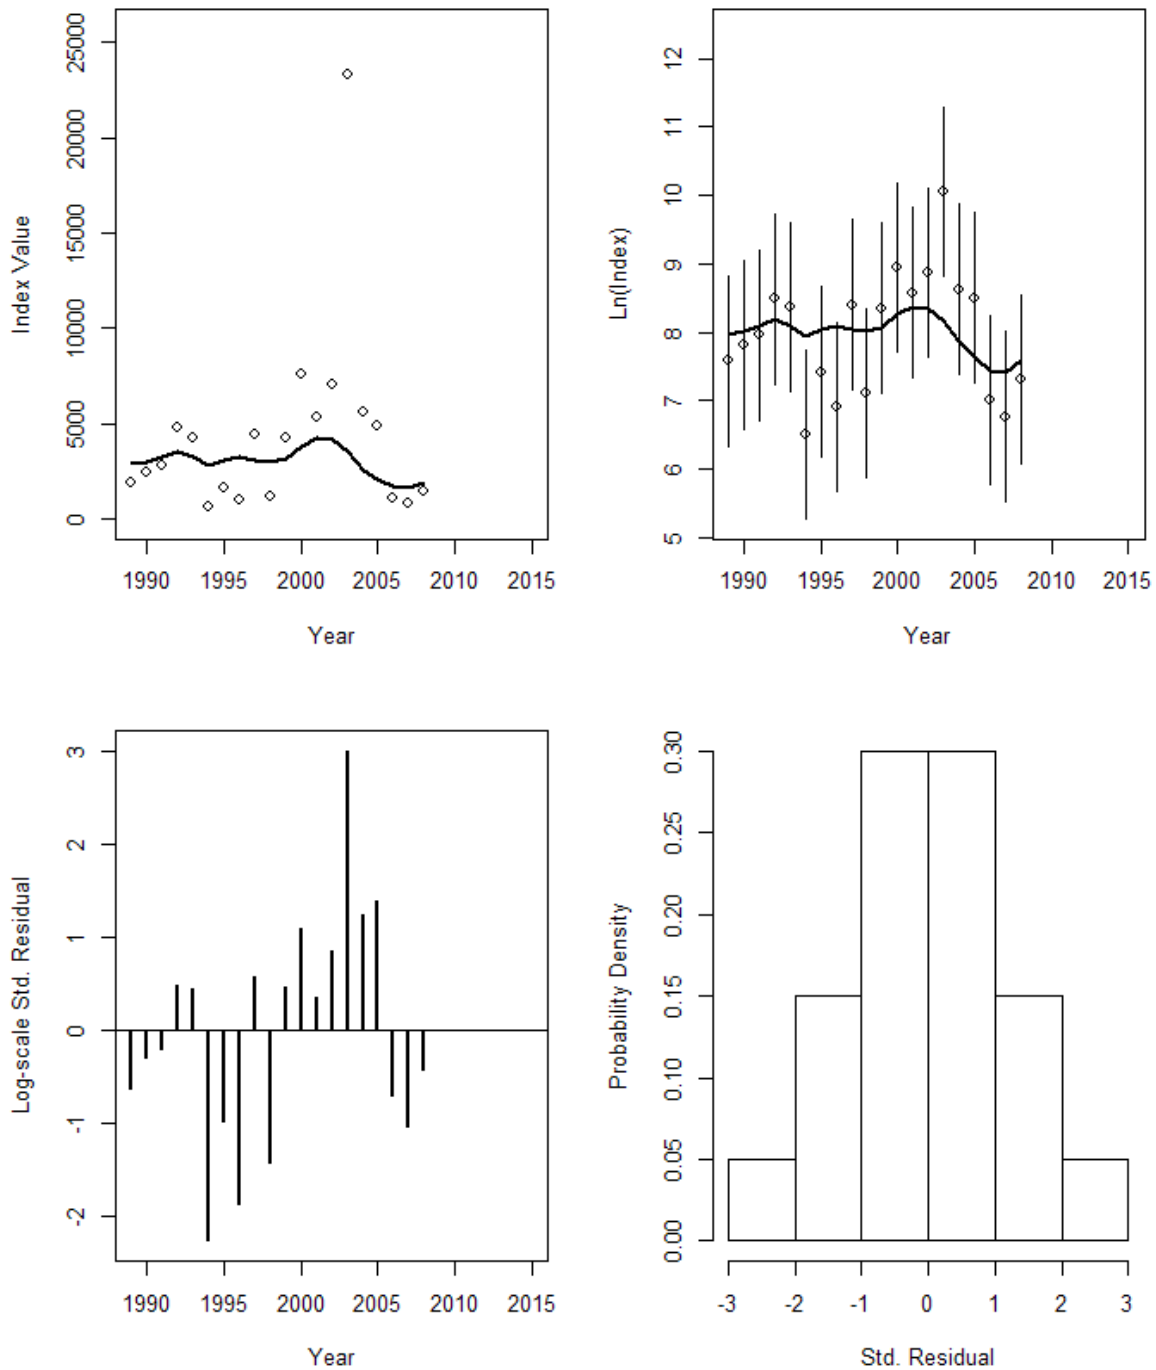 Index Value
25000
20000
15000
10000
5000
0
1990 1995 2000 2005 2010 2015
Year
Ln(Index)
12
11
10
9
8
7
6
5
1990 1995 2000 2005 2010 2015
Year
Log-scale Std. Residual
3
2
1
0
-1
-2
1990 1995 2000 2005 2010 2015
Year
Probability Density
0.30
0.25
0.20
0.15
0.10
0.05
0.00
-3 -2 -1 0 1 2 3
Std. Residual